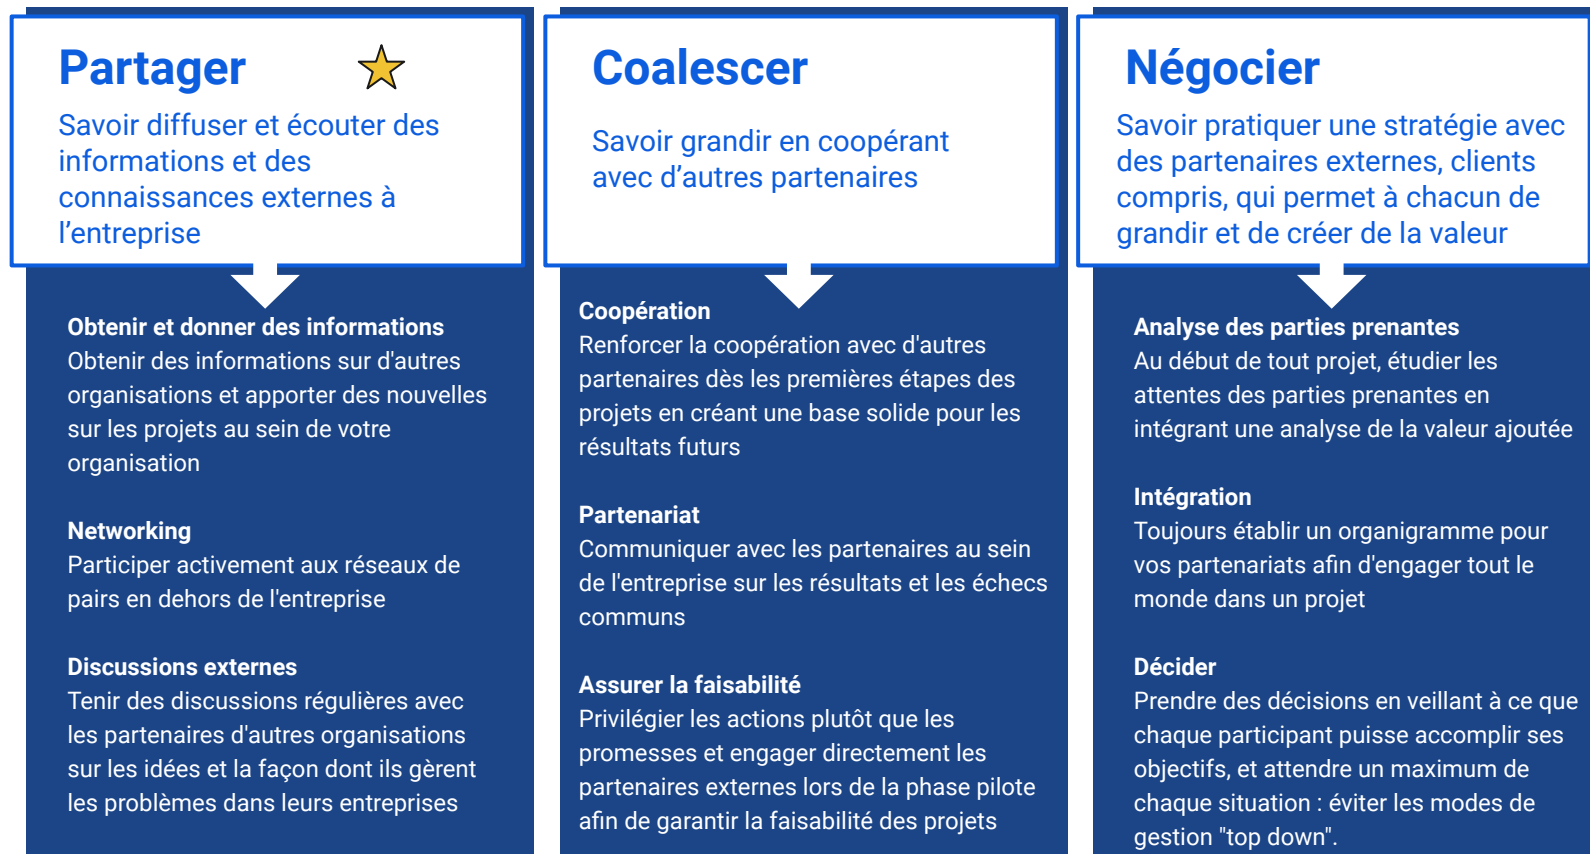 Partager
Savoir diffuser et écouter des
informations et des
connaissances externes à
l’entreprise
Obtenir et donner des informations
Obtenir des informations sur d'autres
organisations et apporter des nouvelles
sur les projets au sein de votre
organisation
Networking
Participer activement aux réseaux de
pairs en dehors de l'entreprise
Discussions externes
Tenir des discussions régulières avec
les partenaires d'autres organisations
sur les idées et la façon dont ils gèrent
les problèmes dans leurs entreprises
Coalescer
Savoir grandir en coopérant
avec d’autres partenaires
Coopération
Renforcer la coopération avec d'autres
partenaires dès les premières étapes des
projets en créant une base solide pour les
résultats futurs
Partenariat
Communiquer avec les partenaires au sein
de l'entreprise sur les résultats et les échecs
communs
Assurer la faisabilité
Privilégier les actions plutôt que les
promesses et engager directement les
partenaires externes lors de la phase pilote
afin de garantir la faisabilité des projets
Négocier
Savoir pratiquer une stratégie avec
des partenaires externes, clients
compris, qui permet à chacun de
grandir et de créer de la valeur
Analyse des parties prenantes
Au début de tout projet, étudier les
attentes des parties prenantes en
intégrant une analyse de la valeur ajoutée
Intégration
Toujours établir un organigramme pour
vos partenariats afin d'engager tout le
monde dans un projet
Décider
Prendre des décisions en veillant à ce que
chaque participant puisse accomplir ses
objectifs, et attendre un maximum de
chaque situation : éviter les modes de
gestion "top down".